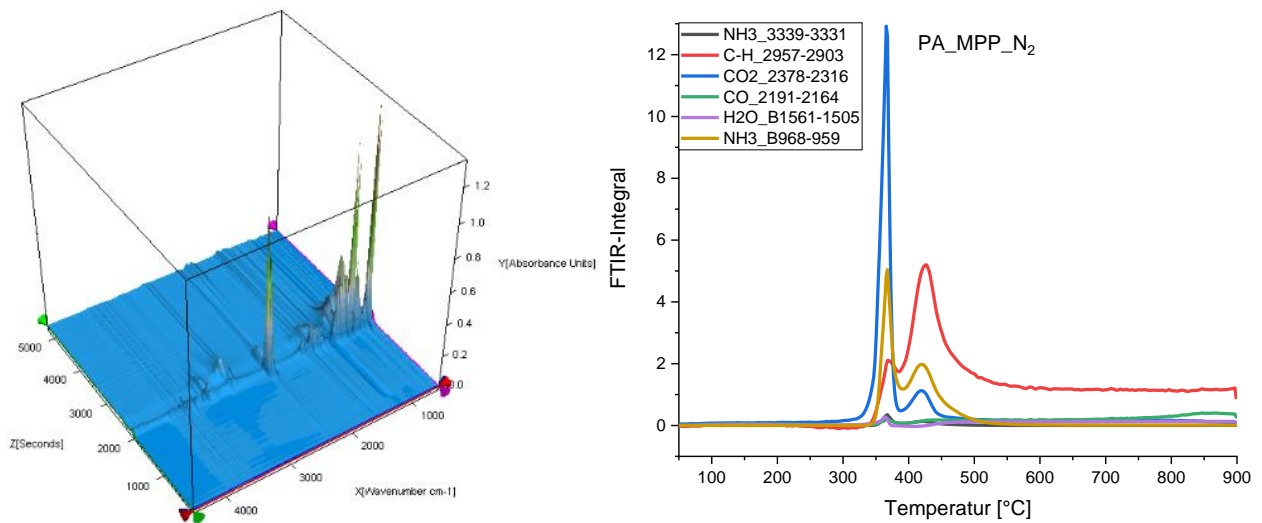 1.2
1.0
0.8
0.6
0.4
0.2
0.0
Y[Absorbance Units]
5000
4000
3000
2000
1000
Z[Seconds]
4000
3000
2000
1000
X[Wavenumber cm-1]
NH3_3339-3331
C-H_2957-2903
CO2_2378-2316
CO_2191-2164
H2O_B1561-1505
NH3_B968-959
PA_MPP_N₂
12
10
8
6
4
2
0
FTIR-Integral
100 200 300 400 500 600 700 800 900
Temperatur [°C]